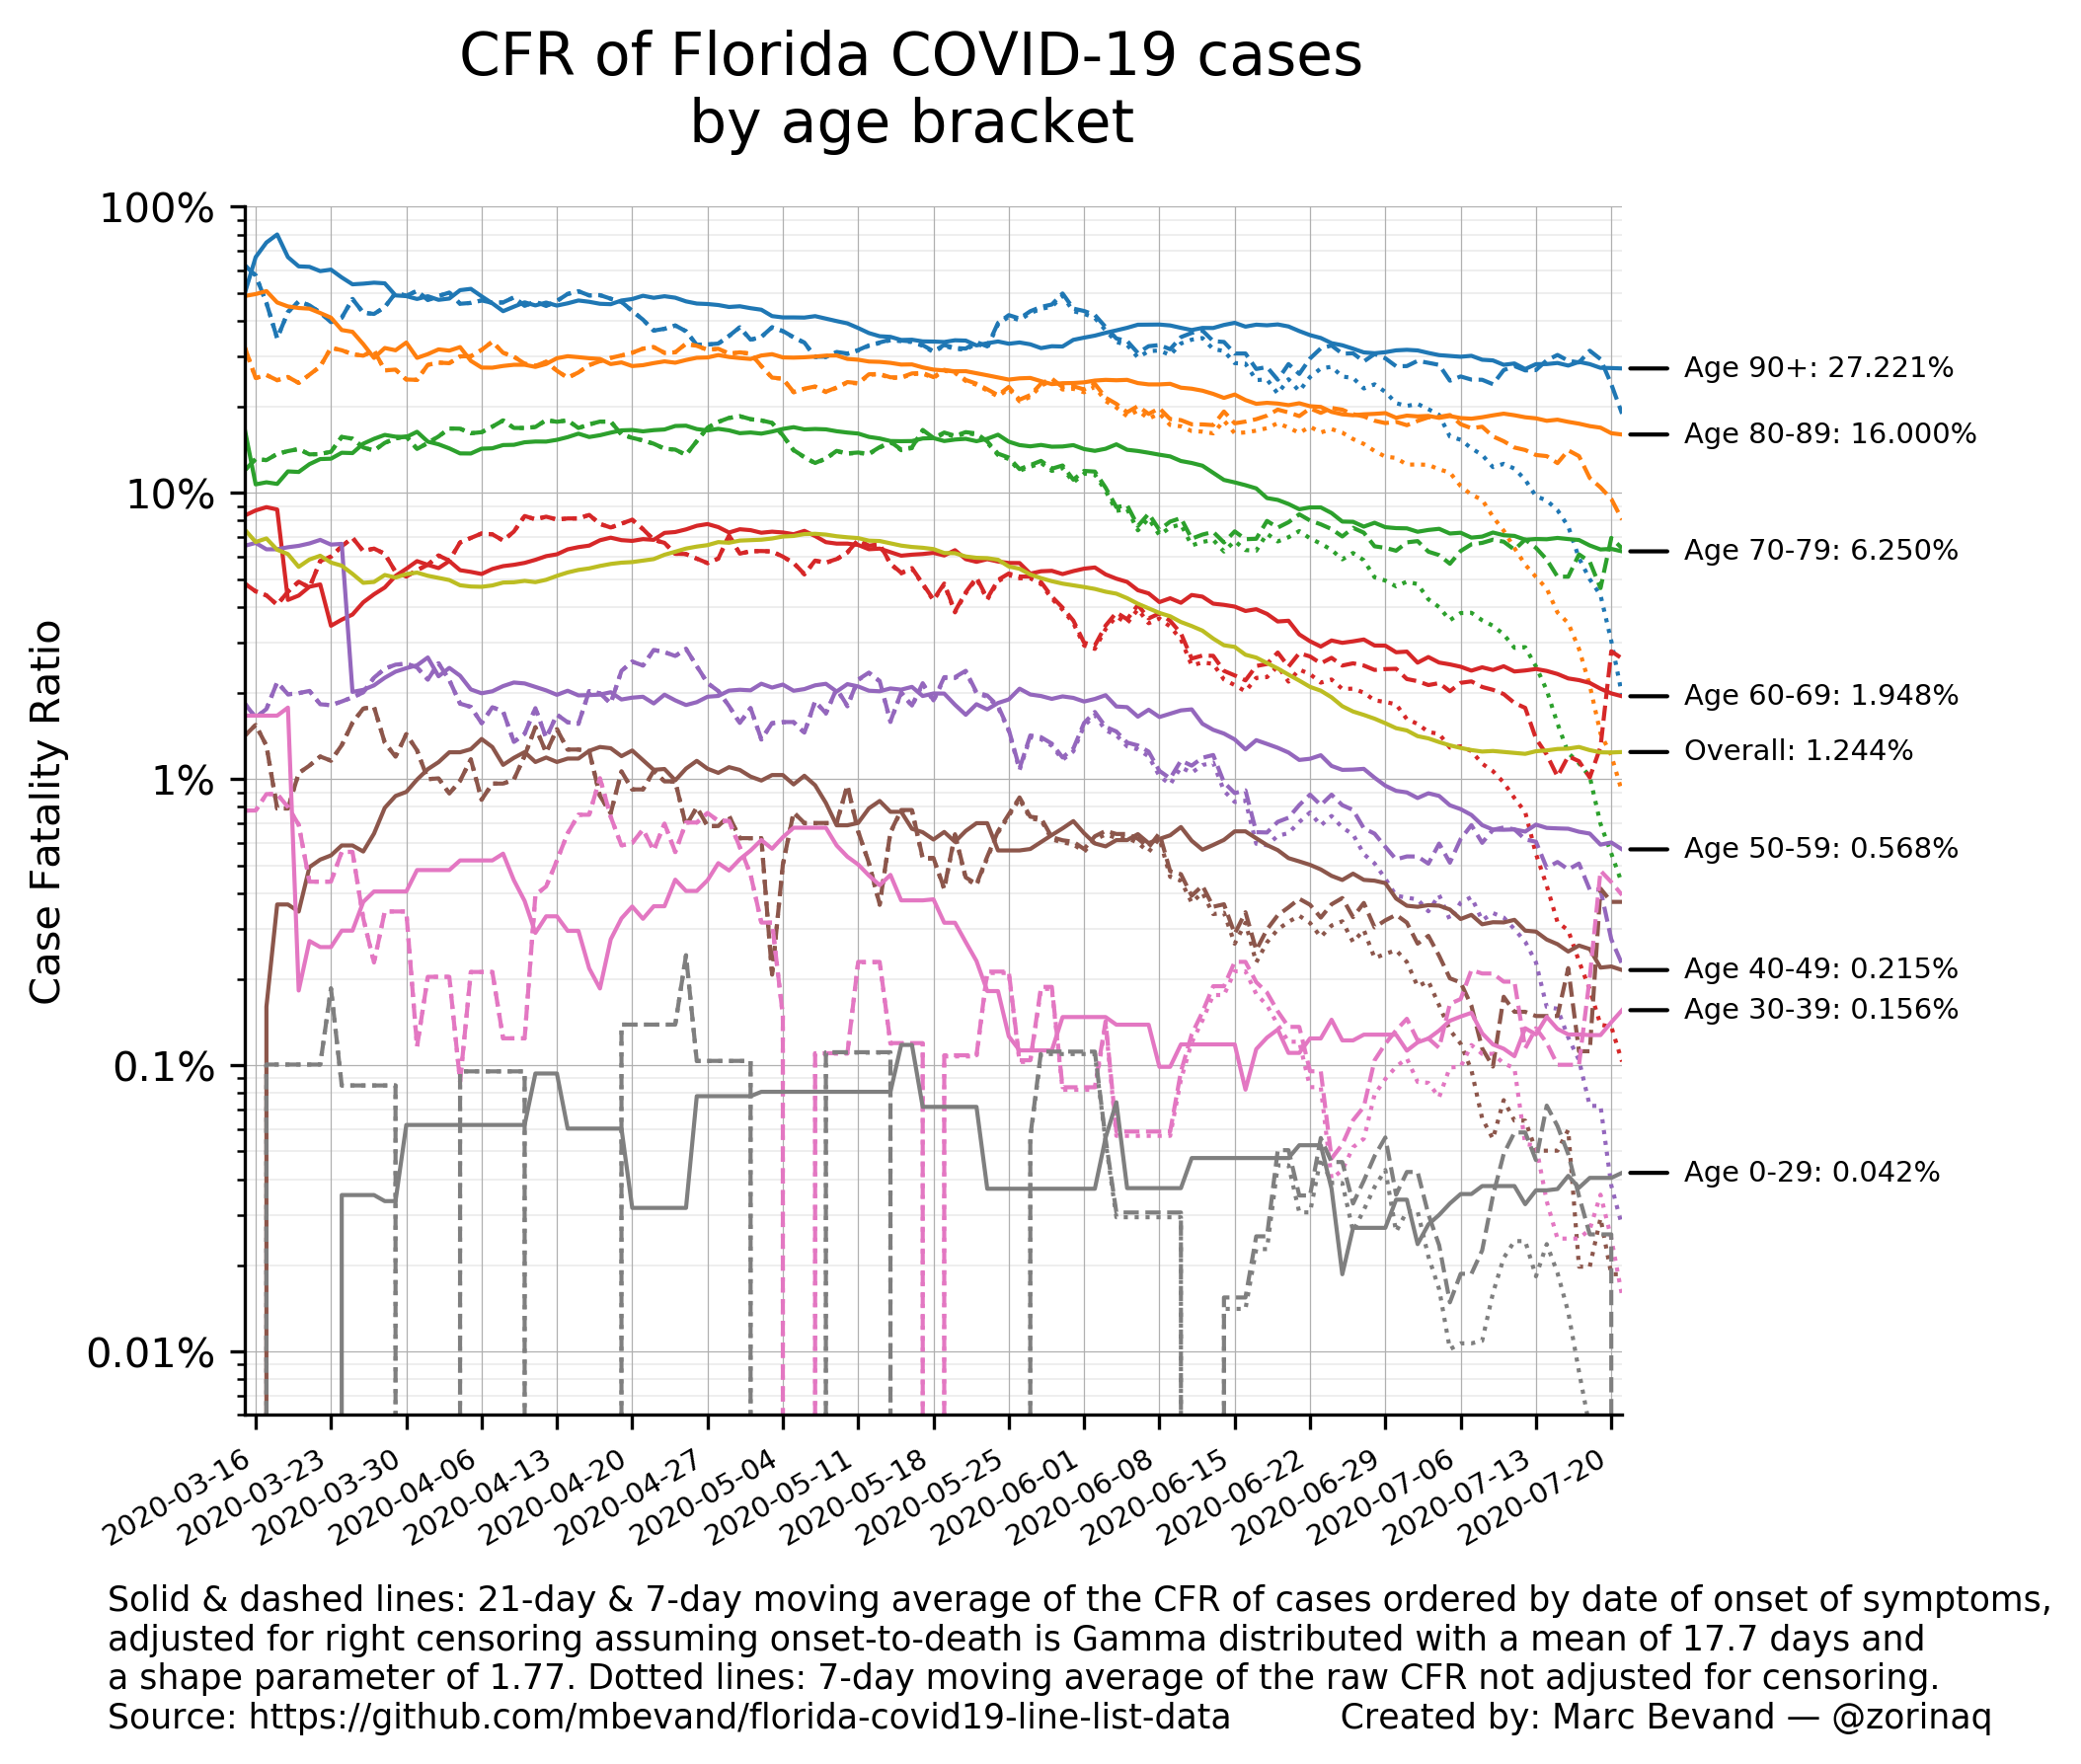 CFR of Florida COVID-19 cases
by age bracket
Case Fatality Ratio
100%
10%
1%
0.1%
0.01%
Age 90+: 27.221%
Age 80-89: 16.000%
Age 70-79: 6.250%
Age 60-69: 1.948%
Overall: 1.244%
Age 50-59: 0.568%
Age 40-49: 0.215%
Age 30-39: 0.156%
Age 0-29: 0.042%
2020-03-16
2020-03-23
2020-03-30
2020-04-06
2020-04-13
2020-04-20
2020-04-27
2020-05-04
2020-05-11
2020-05-18
2020-05-25
2020-06-01
2020-06-08
2020-06-15
2020-06-22
2020-06-29
2020-07-06
2020-07-13
2020-07-20
Solid & dashed lines: 21-day & 7-day moving average of the CFR of cases ordered by date of onset of symptoms,
adjusted for right censoring assuming onset-to-death is Gamma distributed with a mean of 17.7 days and
a shape parameter of 1.77. Dotted lines: 7-day moving average of the raw CFR not adjusted for censoring.
Source: https://github.com/mbevand/florida-covid19-line-list-data Created by: Marc Bevand — @zorinaq